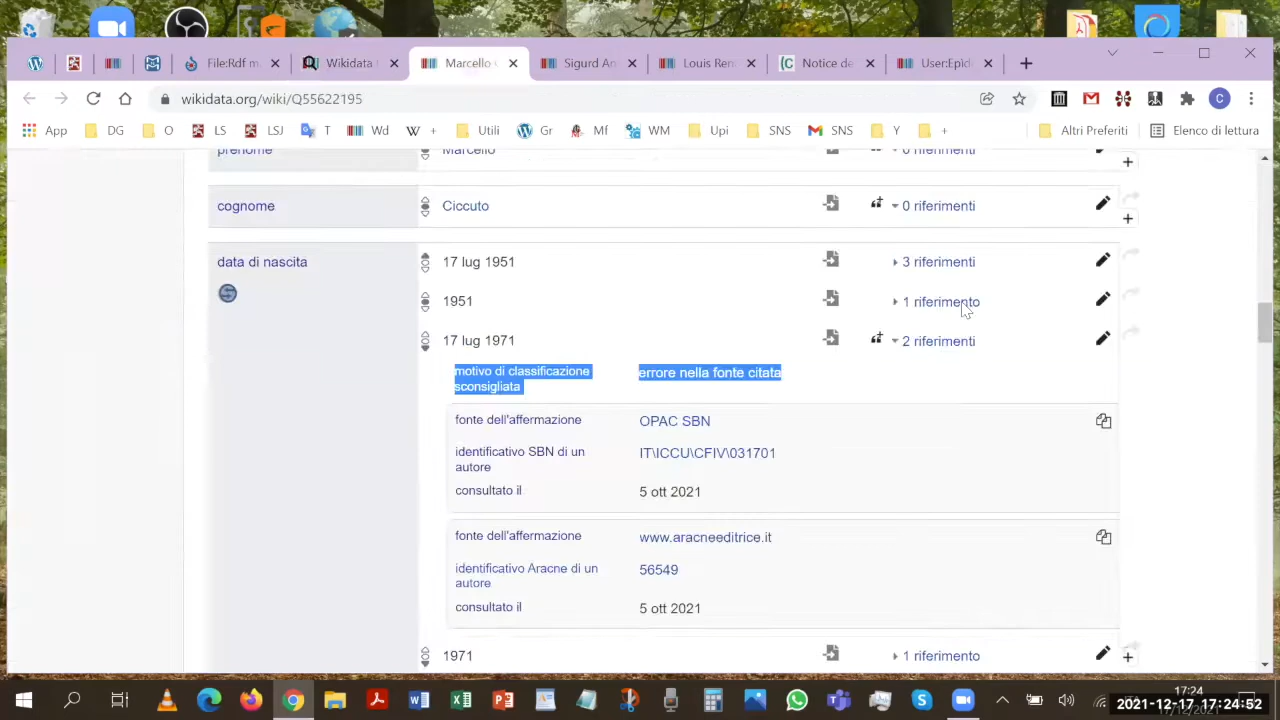 File:Rdf m
Wikidata
Marcello
Sigurd An
Louis Ren
Notice de
User:Epid
wikidata.org/wiki/Q55622195
App
DG
O
LS
LSJ
T
Wd
+
Utili
Gr
Mf
WM
Upi
SNS
SNS
Y
+
Altri Preferiti
Elenco di lettura
prenome
Marcello
0 riferimenti
cognome
Ciccuto
0 riferimenti
data di nascita
17 lug 1951
3 riferimenti
1951
1 riferimento
17 lug 1971
2 riferimenti
motivo di classificazione
sconsigliata
errore nella fonte citata
fonte dell'affermazione
OPAC SBN
identificativo SBN di un
autore
IT\ICCU\CFIV\031701
consultato il
5 ott 2021
fonte dell'affermazione
www.aracneeditrice.it
identificativo Aracne di un
autore
56549
consultato il
5 ott 2021
1971
1 riferimento
17:24
2021-12-17 17:24:52